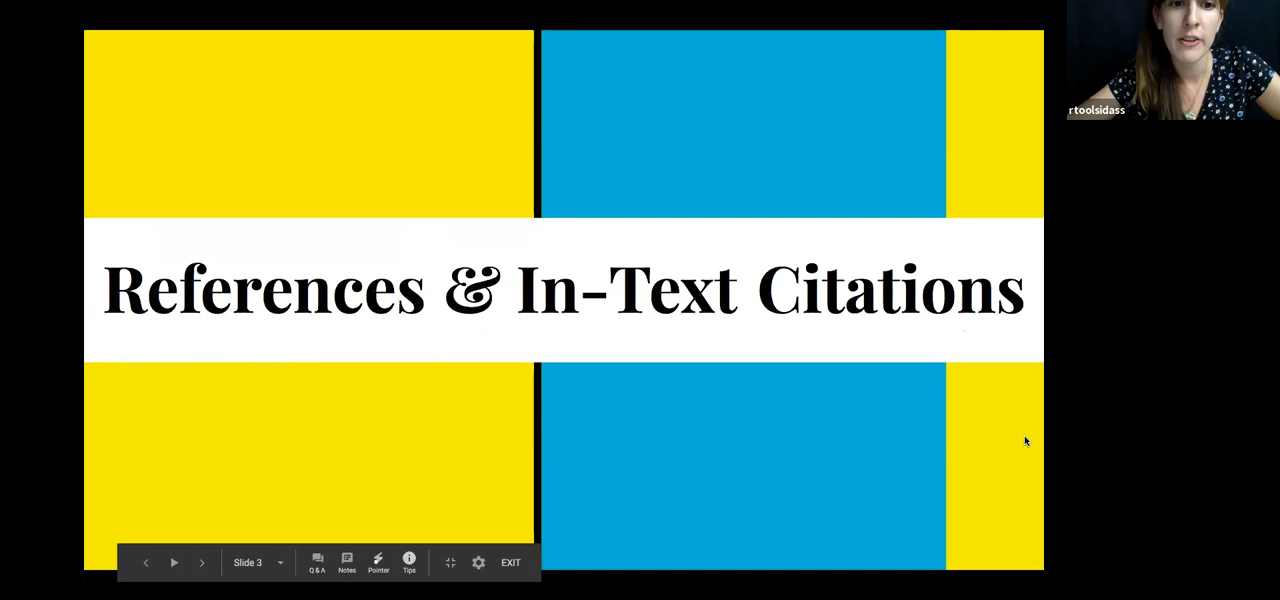 rtoolsidass
References & In-Text Citations
Slide 3
Q & A
Notes
Pointer
Tips
EXIT